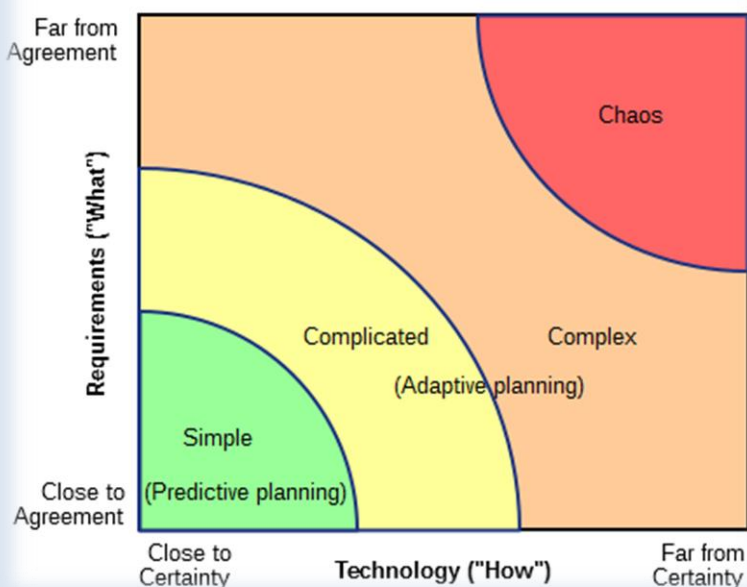 Far from
Agreement
Chaos
Requirements ("What")
Complicated
Complex
(Adaptive planning)
Simple
(Predictive planning)
Close to
Agreement
Close to
Certainty
Technology ("How")
Far from
Certainty